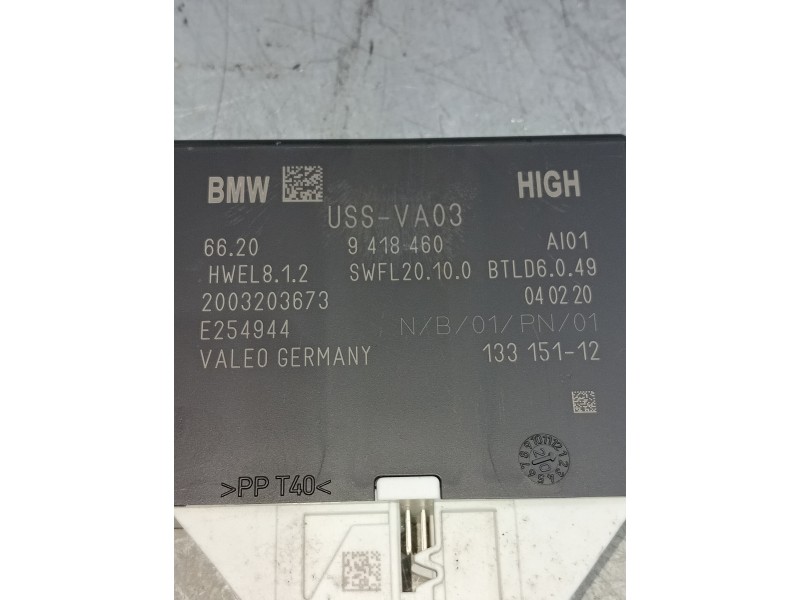 BMW HIGH
USS-VA03
66.20 9 418 460 AI01
HWEL8.1.2 SWFL20.10.0 BTLD6.0.49
2003203673 04 02 20
E254944 N/B/01/PN/01
VALEO GERMANY 133 151-12
>PP T40<